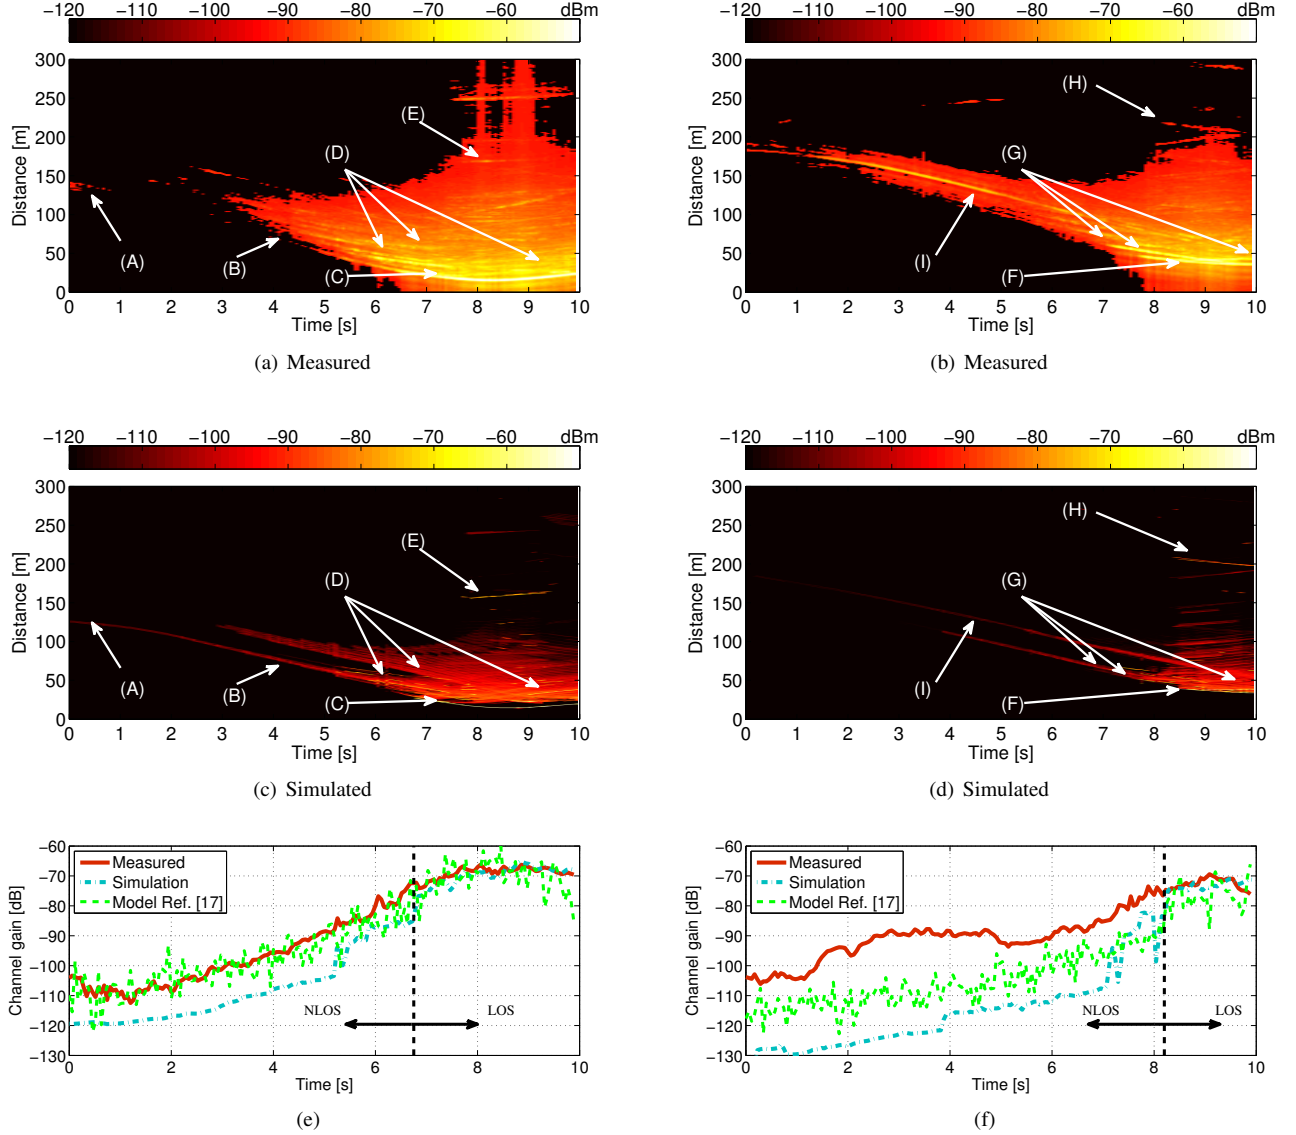 −120 −110 −100 −90 −80 −70 −60 dBm
−120 −110 −100 −90 −80 −70 −60 dBm
300
250
200
150
100
50
0
Distance [m]
(A)
(B)
(C)
(D)
(E)
0 1 2 3 4 5 6 7 8 9 10
Time [s]
(a) Measured
300
250
200
150
100
50
0
Distance [m]
(H)
(G)
(I)
(F)
0 1 2 3 4 5 6 7 8 9 10
Time [s]
(b) Measured
−120 −110 −100 −90 −80 −70 −60 dBm
−120 −110 −100 −90 −80 −70 −60 dBm
300
250
200
150
100
50
0
Distance [m]
(A)
(B)
(C)
(D)
(E)
0 1 2 3 4 5 6 7 8 9 10
Time [s]
(c) Simulated
300
250
200
150
100
50
0
Distance [m]
(H)
(G)
(I)
(F)
0 1 2 3 4 5 6 7 8 9 10
Time [s]
(d) Simulated
−60
−70
−80
−90
−100
−110
−120
−130
Channel gain [dB]
Measured
Simulation
Model Ref. [17]
NLOS LOS
0 2 4 6 8 10
Time [s]
(e)
−60
−70
−80
−90
−100
−110
−120
−130
Channel gain [dB]
Measured
Simulation
Model Ref. [17]
NLOS LOS
0 2 4 6 8 10
Time [s]
(f)